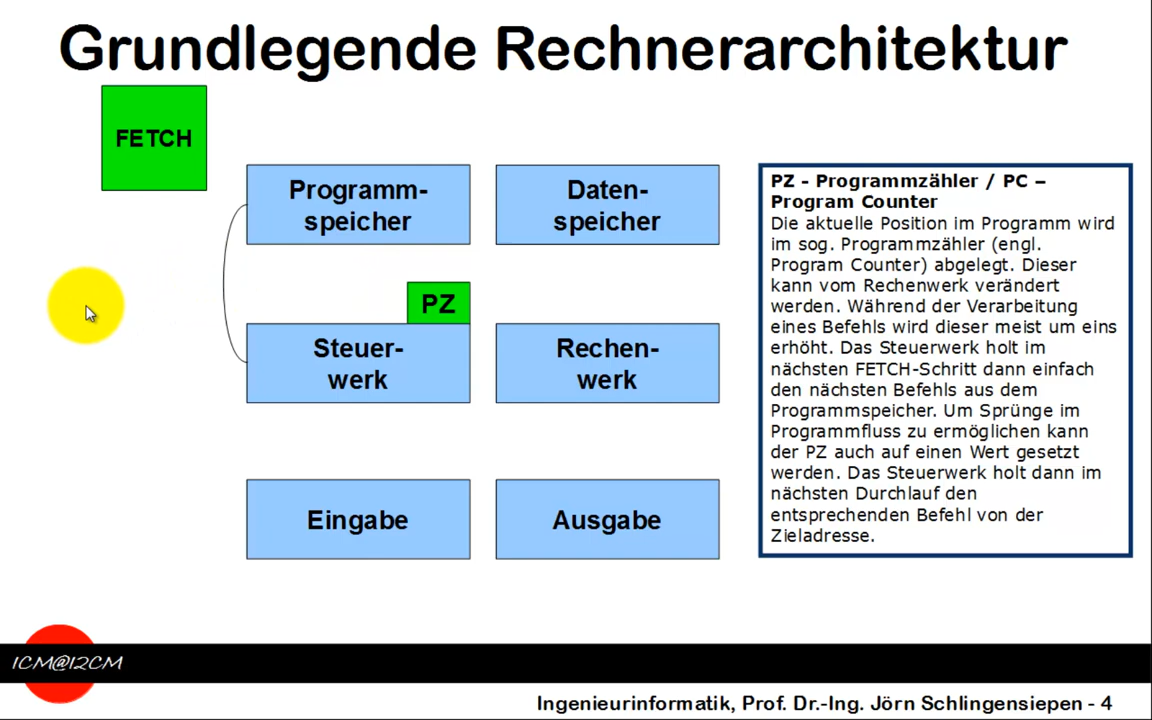 Grundlegende Rechnerarchitektur
FETCH
Programm-
speicher
Daten-
speicher
PZ
Steuer-
werk
Rechen-
werk
Eingabe
Ausgabe
PZ - Programmzähler / PC –
Program Counter
Die aktuelle Position im Programm wird
im sog. Programmzähler (engl.
Program Counter) abgelegt. Dieser
kann vom Rechenwerk verändert
werden. Während der Verarbeitung
eines Befehls wird dieser meist um eins
erhöht. Das Steuerwerk holt im
nächsten FETCH-Schritt dann einfach
den nächsten Befehls aus dem
Programmspeicher. Um Sprünge im
Programmfluss zu ermöglichen kann
der PZ auch auf einen Wert gesetzt
werden. Das Steuerwerk holt dann im
nächsten Durchlauf den
entsprechenden Befehl von der
Zieladresse.
1CM@12CM
Ingenieurinformatik, Prof. Dr.-Ing. Jörn Schlingensiepen - 4